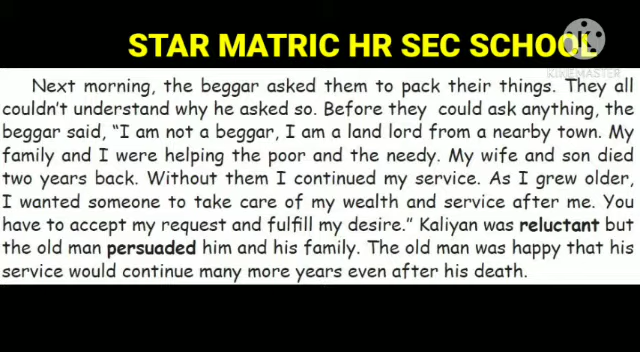 STAR MATRIC HR SEC SCHOOL
KINEMASTER
Next morning, the beggar asked them to pack their things. They all
couldn't understand why he asked so. Before they could ask anything, the
beggar said, "I am not a beggar, I am a land lord from a nearby town. My
family and I were helping the poor and the needy. My wife and son died
two years back. Without them I continued my service. As I grew older,
I wanted someone to take care of my wealth and service after me. You
have to accept my request and fulfill my desire." Kaliyan was reluctant but
the old man persuaded him and his family. The old man was happy that his
service would continue many more years even after his death.